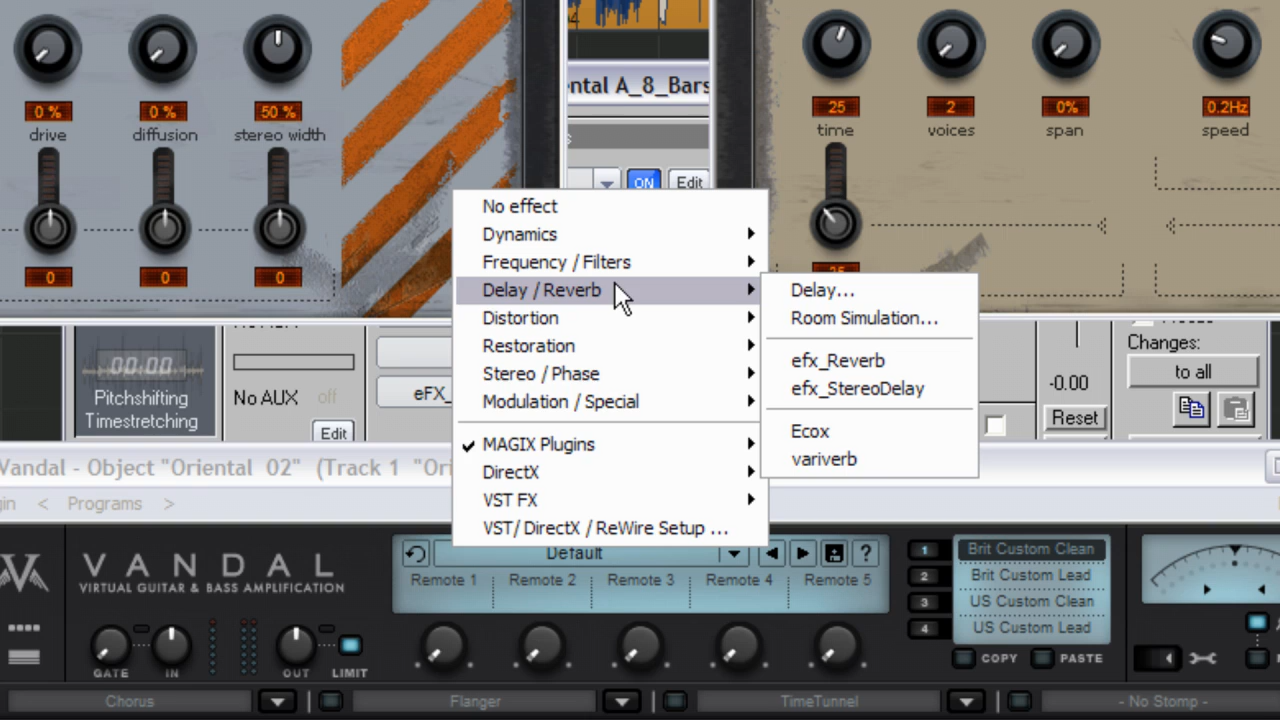 0 %
0 %
50 %
drive
diffusion
stereo width
0
0
0
ntal A_8_Bars
ON
Edit
25
2
0%
0.2Hz
time
voices
span
speed
No effect
Dynamics
Frequency / Filters
Delay / Reverb
Distortion
Restoration
Stereo / Phase
Modulation / Special
MAGIX Plugins
DirectX
VST FX
VST/ DirectX / ReWire Setup ...
Delay...
Room Simulation...
efx_Reverb
efx_StereoDelay
Ecox
variverb
00:00
Pitchshifting
Timestretching
No AUX
off
Edit
eFX_
-0.00
Reset
Changes:
to all
Vandal - Object "Oriental 02" (Track 1 "Ori
gin < Programs >
VANDAL
VIRTUAL GUITAR & BASS AMPLIFICATION
Default
?
Remote 1
Remote 2
Remote 3
Remote 4
Remote 5
1 Brit Custom Clean
2 Brit Custom Lead
3 US Custom Clean
4 US Custom Lead
COPY
PASTE
GATE
IN
OUT
LIMIT
Chorus
Flanger
TimeTunnel
- No Stomp -